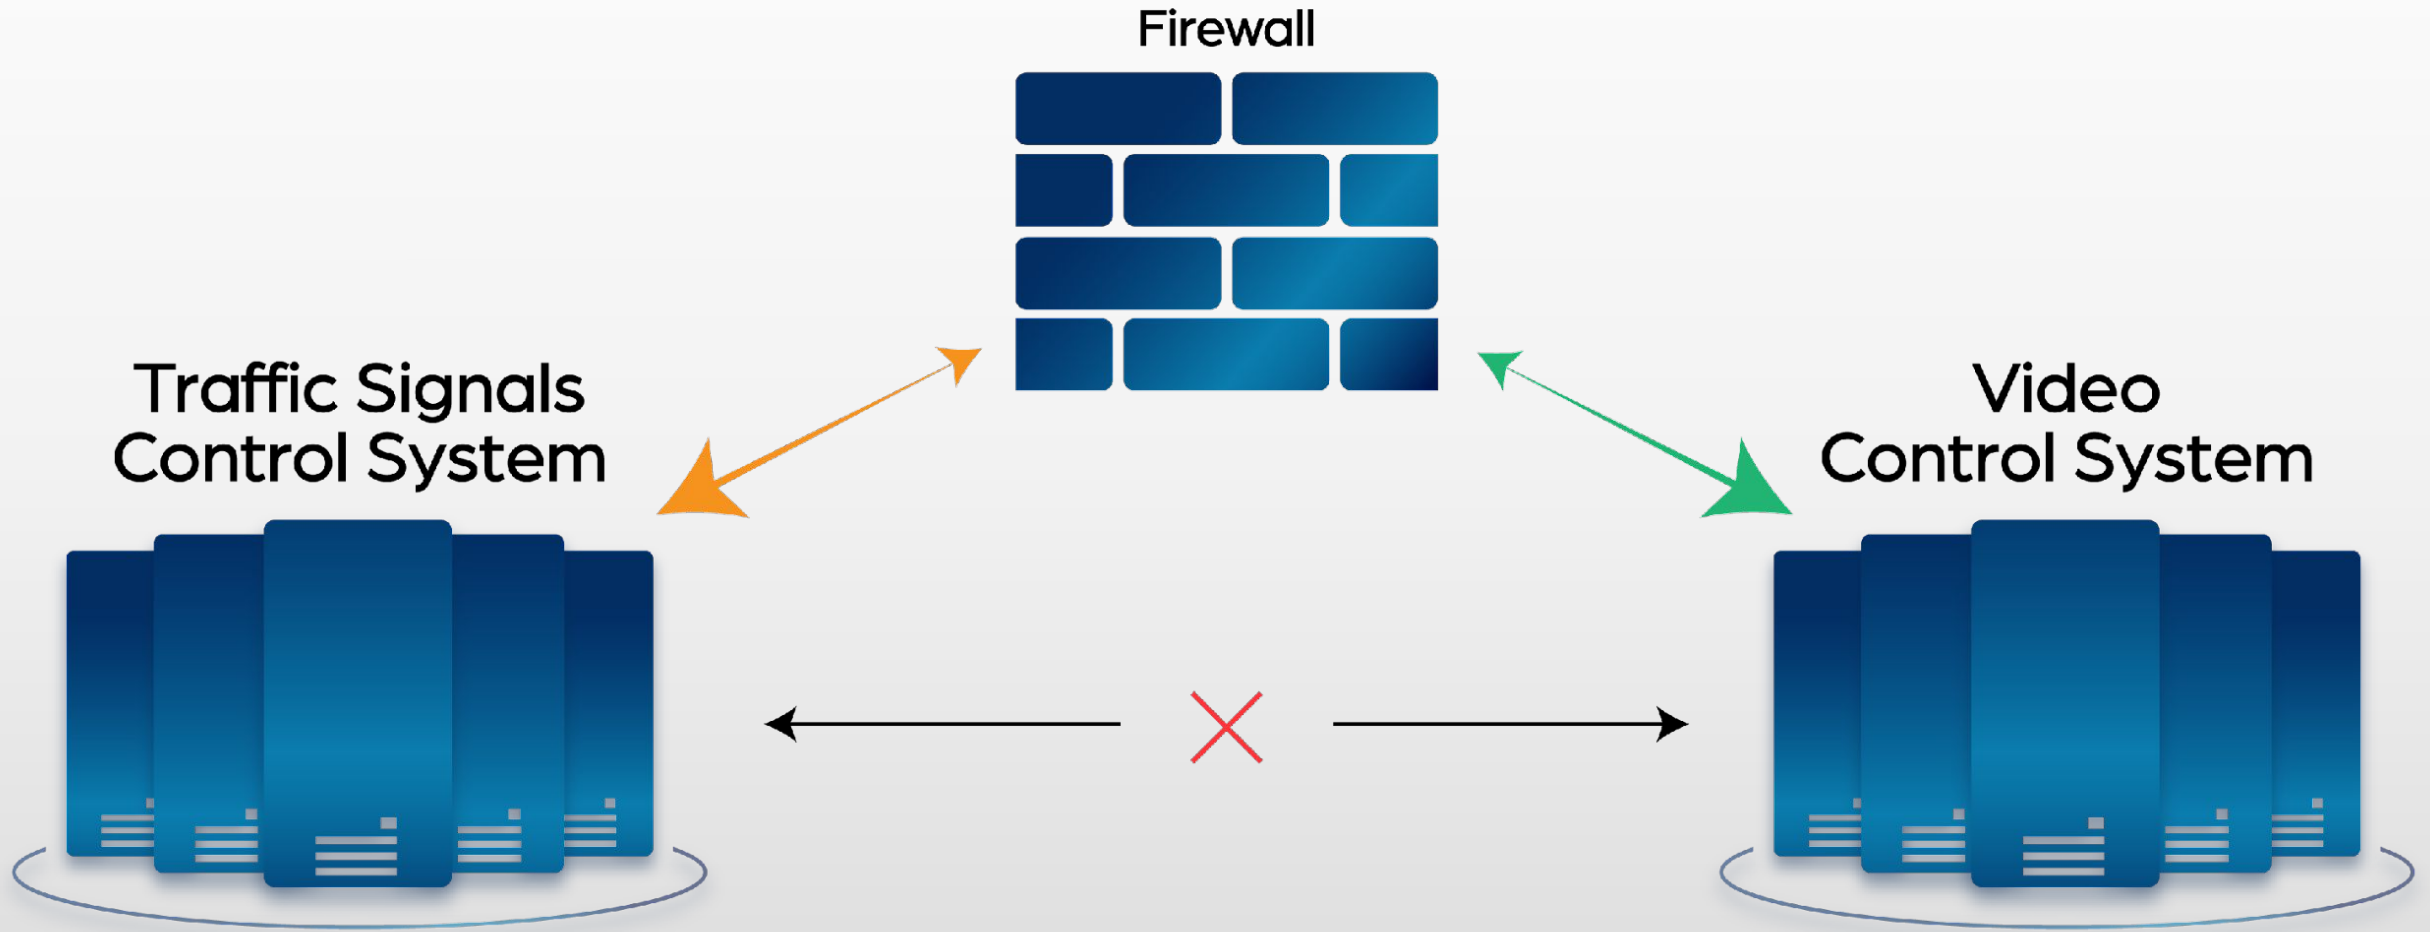 Firewall
Traffic Signals
Control System
Video
Control System